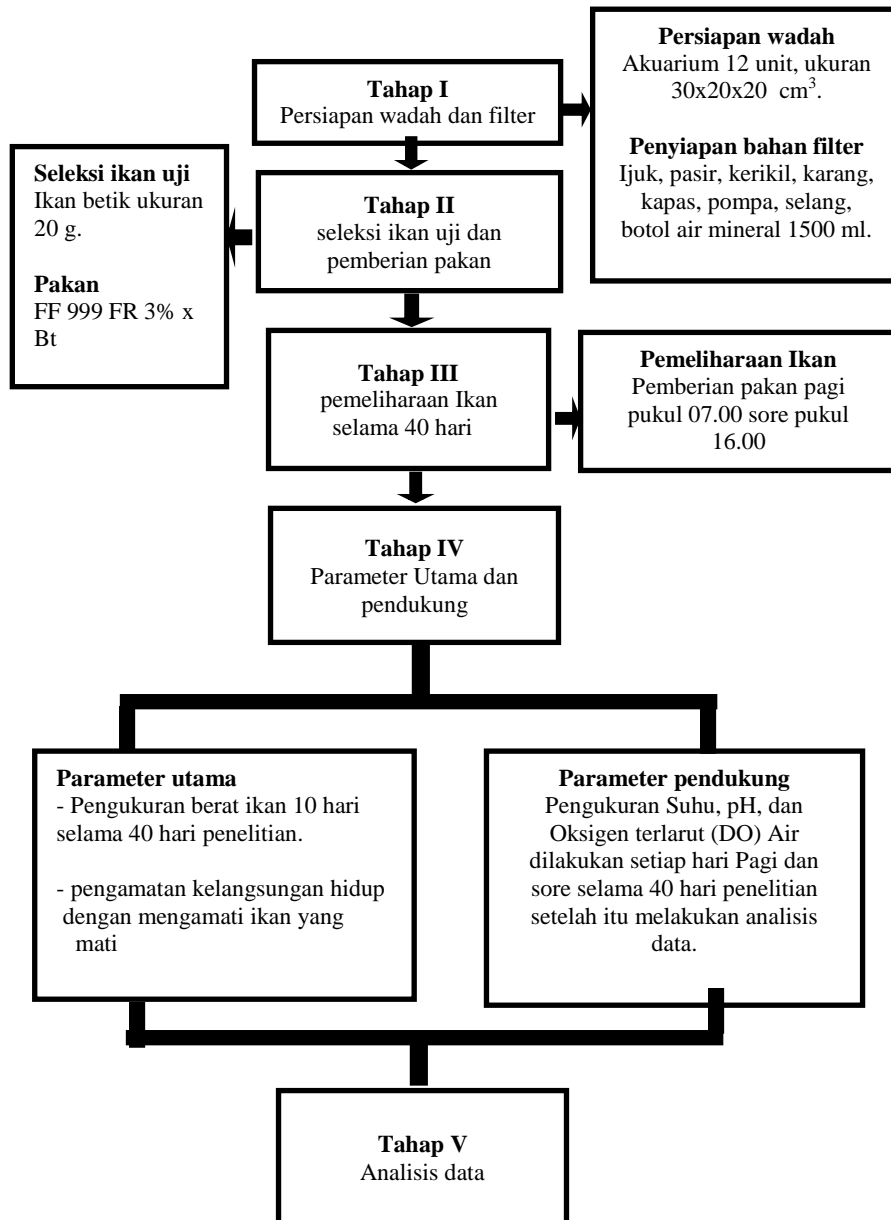 Tahap I
Persiapan wadah dan filter
Persiapan wadah
Akuarium 12 unit, ukuran
30x20x20 cm³.
Penyiapan bahan filter
Ijuk, pasir, kerikil, karang,
kapas, pompa, selang,
botol air mineral 1500 ml.
Seleksi ikan uji
Ikan betik ukuran
20 g.
Pakan
FF 999 FR 3% x
Bt
Tahap II
seleksi ikan uji dan
pemberian pakan
Tahap III
pemeliharaan Ikan
selama 40 hari
Pemeliharaan Ikan
Pemberian pakan pagi
pukul 07.00 sore pukul
16.00
Tahap IV
Parameter Utama dan
pendukung
Parameter utama
- Pengukuran berat ikan 10 hari
selama 40 hari penelitian.
- pengamatan kelangsungan hidup
dengan mengamati ikan yang
mati
Parameter pendukung
Pengukuran Suhu, pH, dan
Oksigen terlarut (DO) Air
dilakukan setiap hari Pagi dan
sore selama 40 hari penelitian
setelah itu melakukan analisis
data.
Tahap V
Analisis data